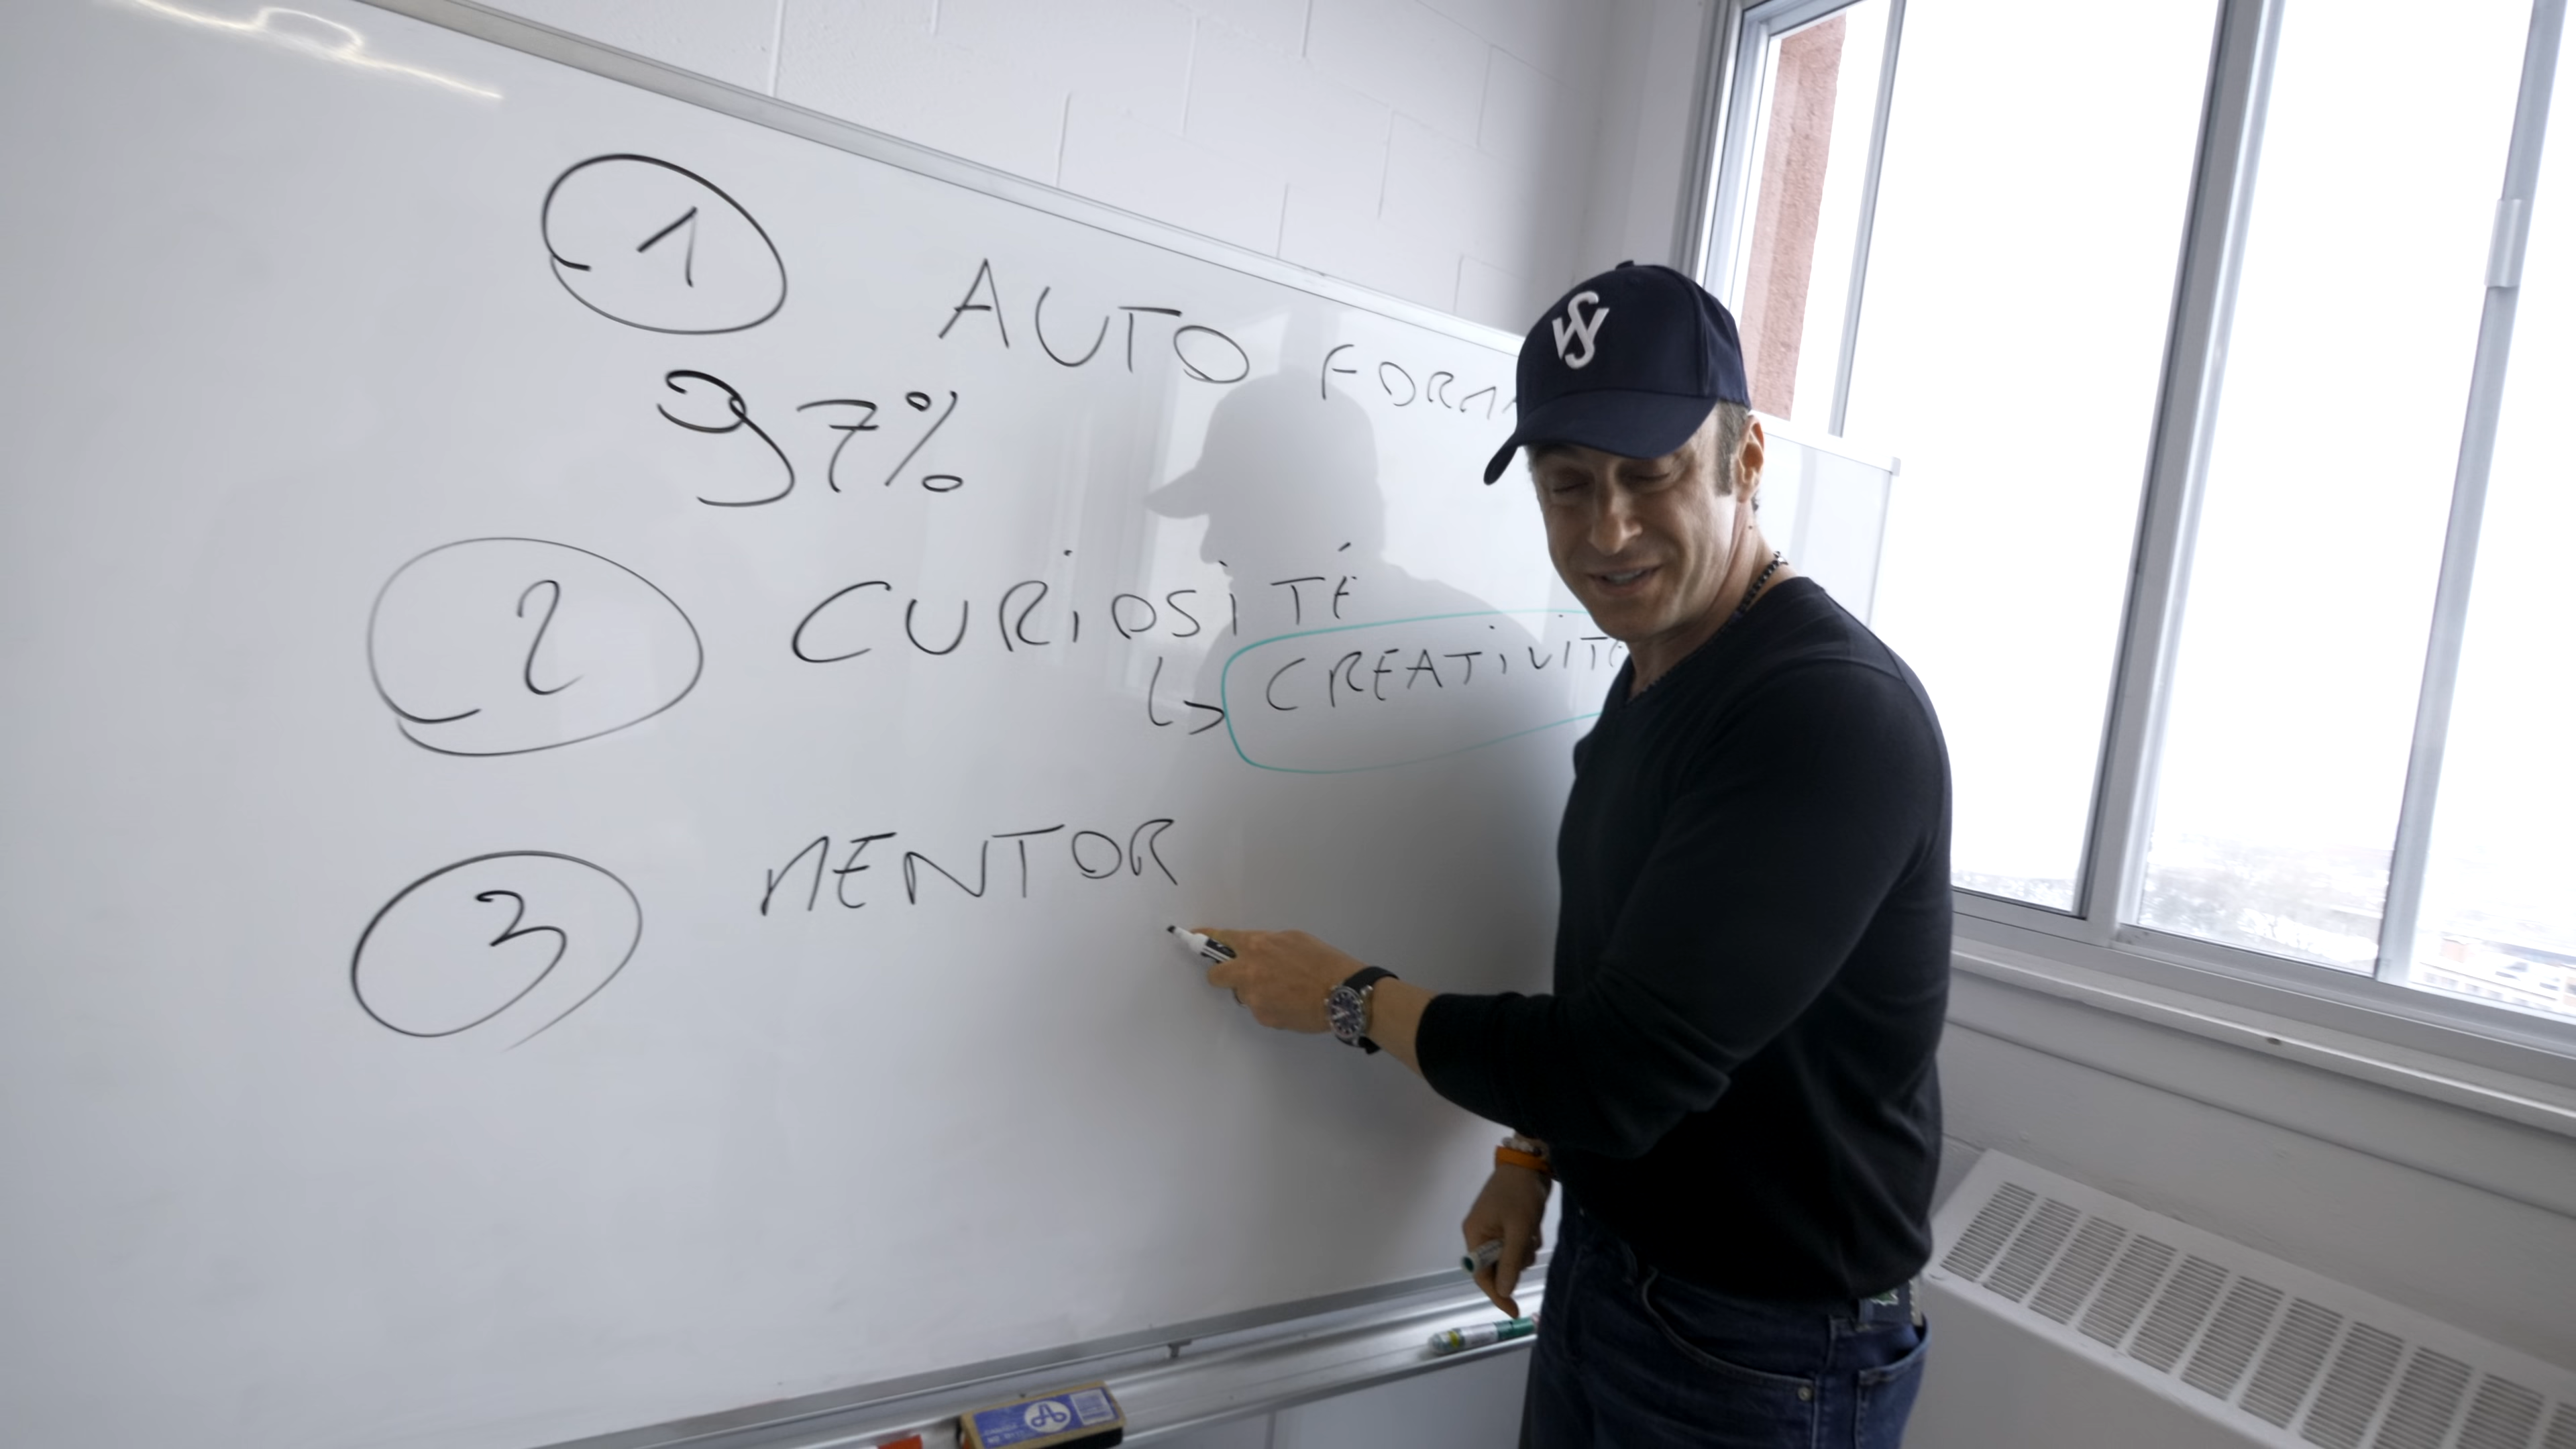 1 AUTO
97%
2 CURIOSITÉ
↳ CREATIVITÉ
3 MENTOR